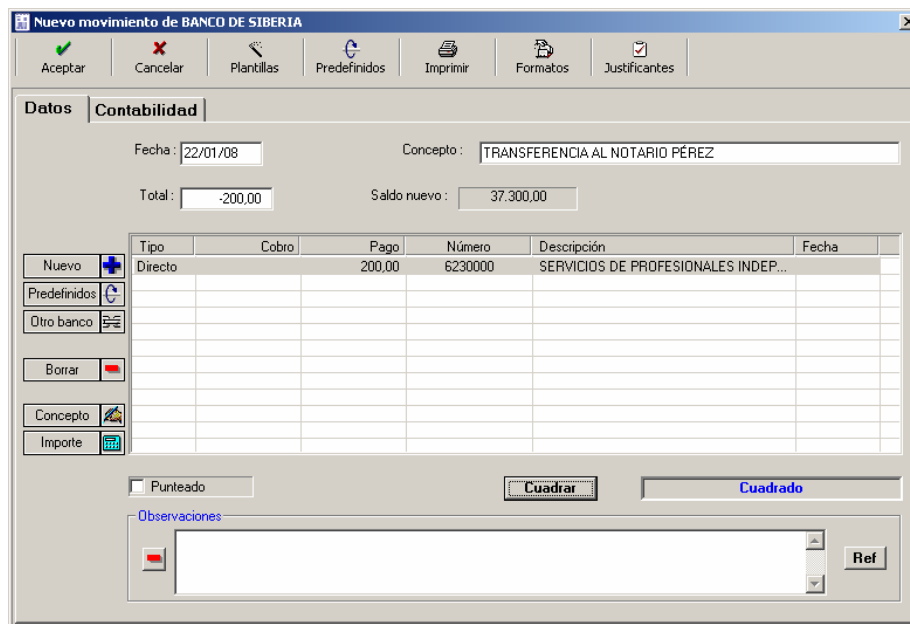 Nuevo movimiento de BANCO DE SIBERIA
Aceptar Cancelar Plantillas Predefinidos Imprimir Formatos Justificantes
Datos Contabilidad
Fecha : 22/01/08 Concepto : TRANSFERENCIA AL NOTARIO PÉREZ
Total : -200,00 Saldo nuevo : 37.300,00
Tipo Cobro Pago Número Descripción Fecha
Nuevo Directo 200,00 6230000 SERVICIOS DE PROFESIONALES INDEP...
Predefinidos
Otro banco
Borrar
Concepto
Importe
Punteado Cuadrar Cuadrado
Observaciones
Ref